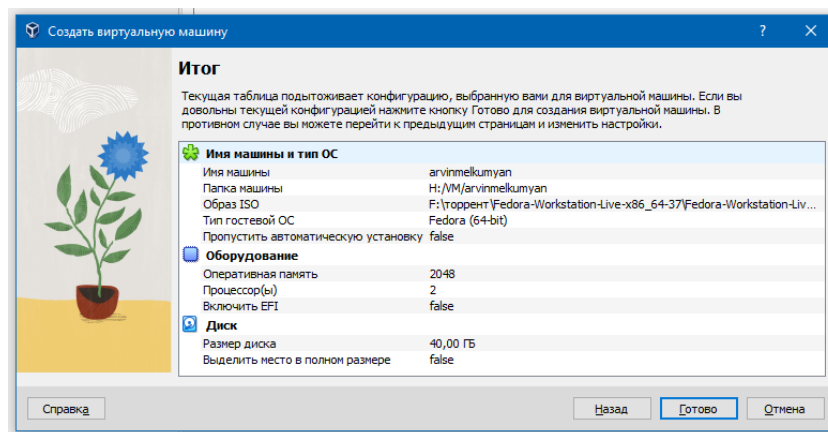 Создать виртуальную машину
Итог
Текущая таблица подытоживает конфигурацию, выбранную вами для виртуальной машины. Если вы
довольны текущей конфигурацией нажмите кнопку Готово для создания виртуальной машины. В
противном случае вы можете перейти к предыдущим страницам и изменить настройки.
Имя машины и тип ОС
Имя машины arvinmelkumyan
Папка машины H:/VM/arvinmelkumyan
Образ ISO F:\торрент\Fedora-Workstation-Live-x86_64-37\Fedora-Workstation-Liv...
Тип гостевой ОС Fedora (64-bit)
Пропустить автоматическую установку false
Оборудование
Оперативная память 2048
Процессор(ы) 2
Включить EFI false
Диск
Размер диска 40,00 ГБ
Выделить место в полном размере false
Справка Назад Готово Отмена